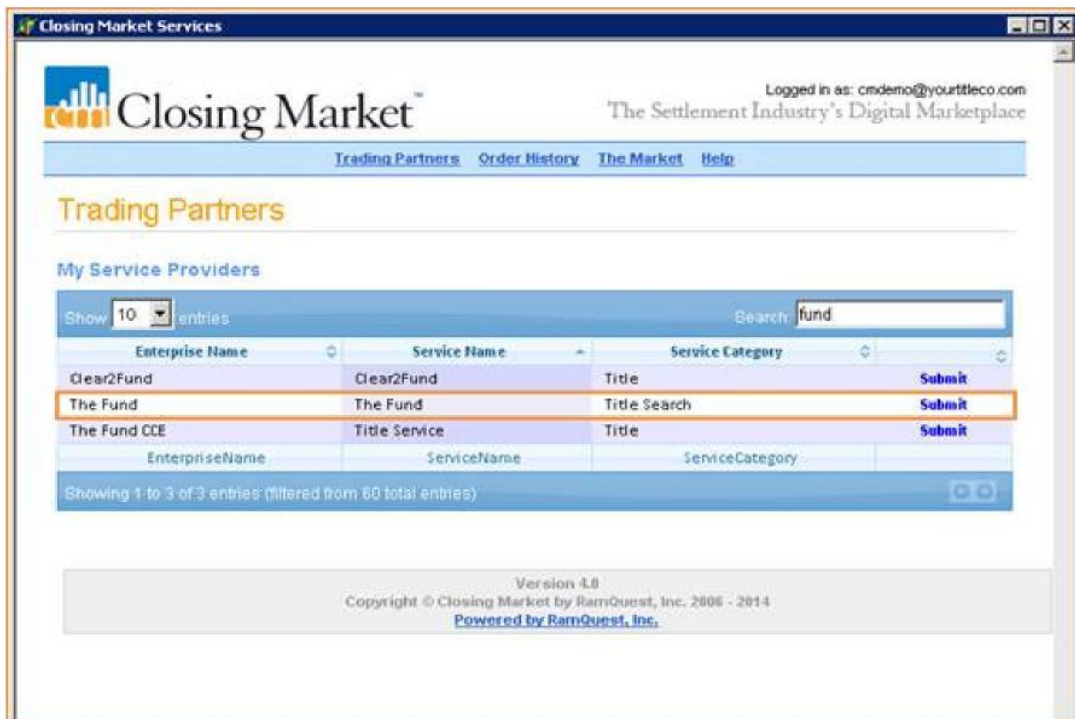 Closing Market Services
Closing Market™
Logged in as: cmdemo@yourtitleco.com
The Settlement Industry's Digital Marketplace
Trading Partners Order History The Market Help
Trading Partners
My Service Providers
Show 10 entries Search: fund
Enterprise Name Service Name Service Category
Clear2Fund Clear2Fund Title Submit
The Fund The Fund Title Search Submit
The Fund CCE Title Service Title Submit
EnterpriseName ServiceName ServiceCategory
Showing 1 to 3 of 3 entries (filtered from 60 total entries)
Version 4.0
Copyright © Closing Market by RamQuest, Inc. 2006 - 2014
Powered by RamQuest, Inc.